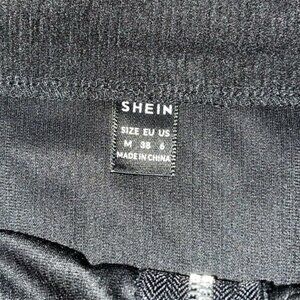 SHEIN
SIZE EU US
M 38 6
MADE IN CHINA